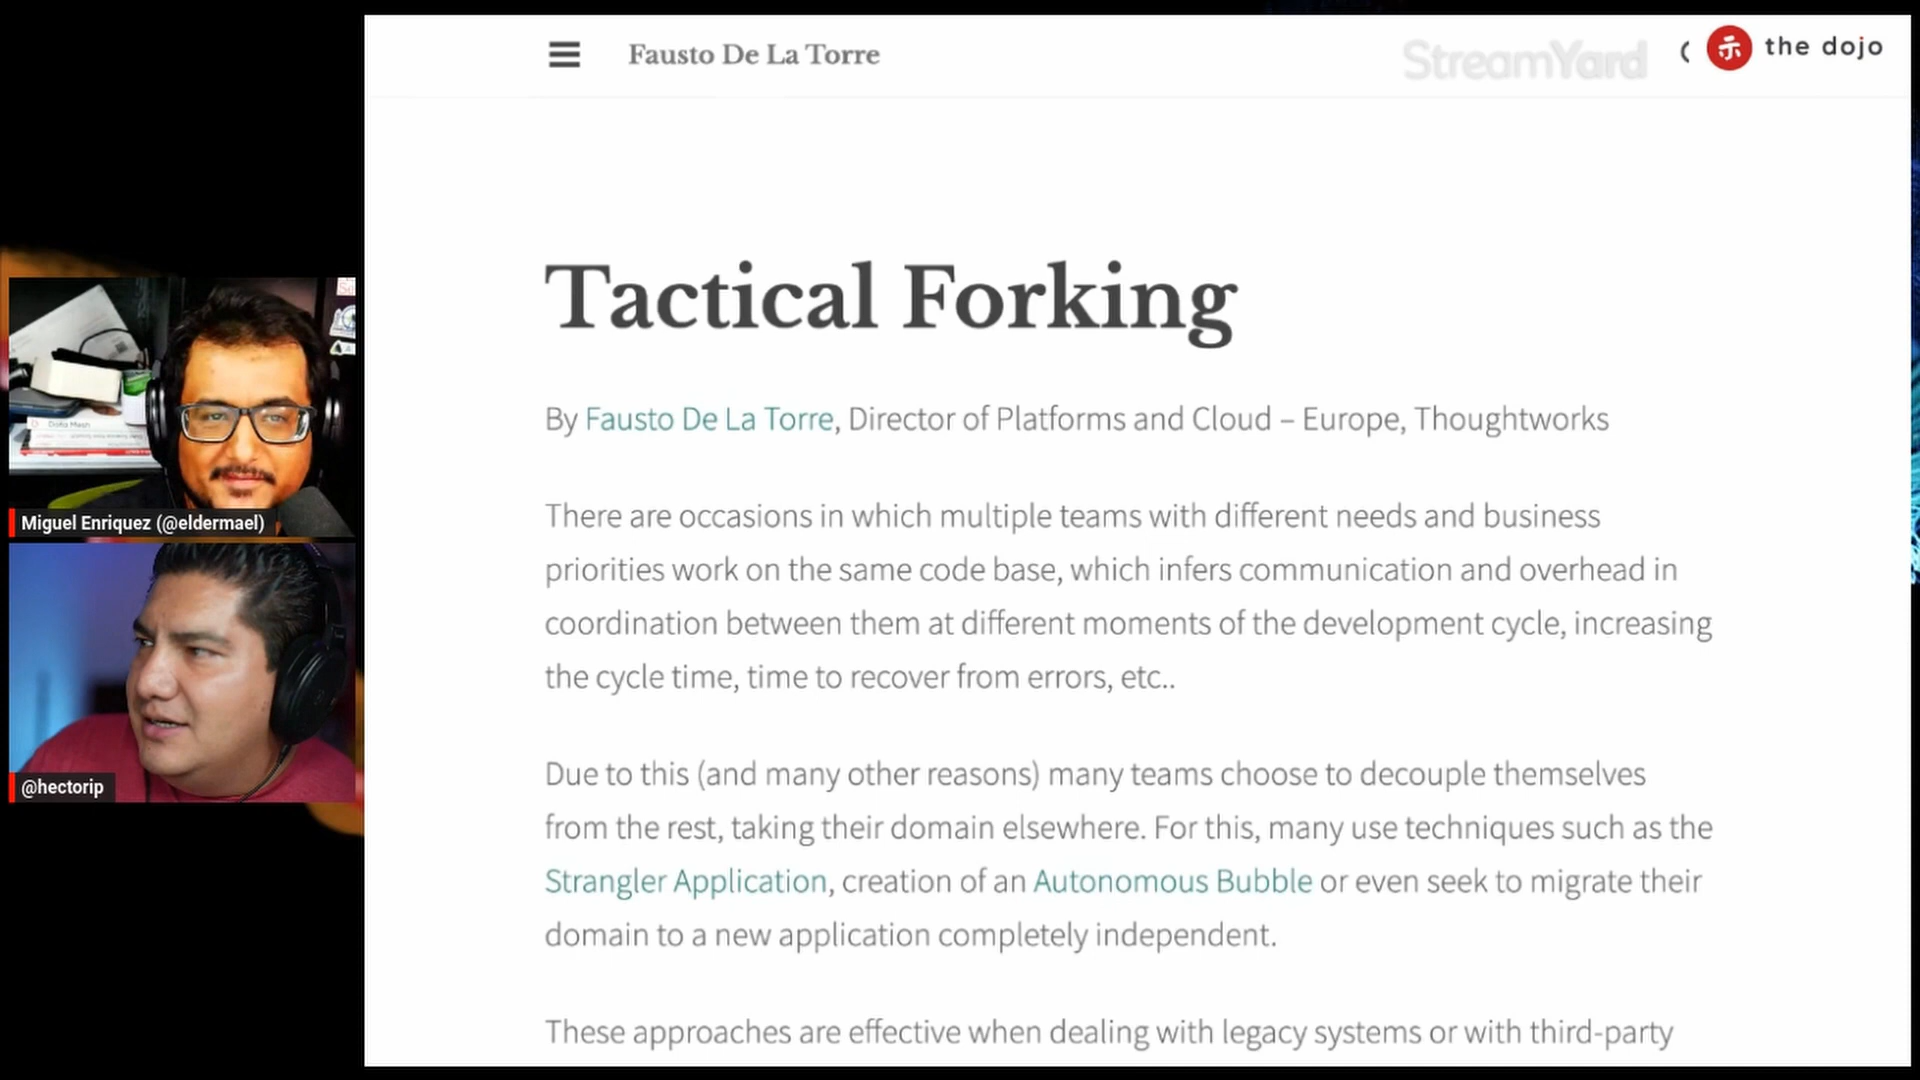 Fausto De La Torre
StreamYard
the dojo
Tactical Forking
By Fausto De La Torre, Director of Platforms and Cloud – Europe, Thoughtworks
There are occasions in which multiple teams with different needs and business
priorities work on the same code base, which infers communication and overhead in
coordination between them at different moments of the development cycle, increasing
the cycle time, time to recover from errors, etc..
Due to this (and many other reasons) many teams choose to decouple themselves
from the rest, taking their domain elsewhere. For this, many use techniques such as the
Strangler Application, creation of an Autonomous Bubble or even seek to migrate their
domain to a new application completely independent.
These approaches are effective when dealing with legacy systems or with third-party
Data Mesh
Miguel Enriquez (@eldermael)
@hectorip